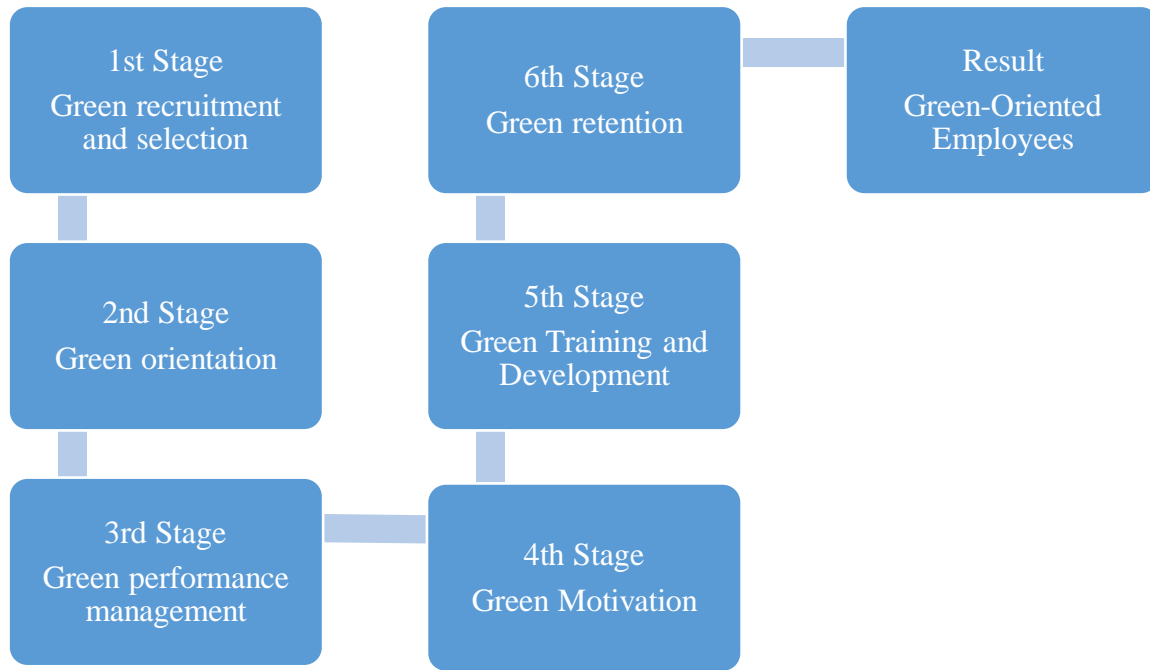 1st Stage
Green recruitment
and selection
2nd Stage
Green orientation
3rd Stage
Green performance
management
4th Stage
Green Motivation
5th Stage
Green Training and
Development
6th Stage
Green retention
Result
Green-Oriented
Employees